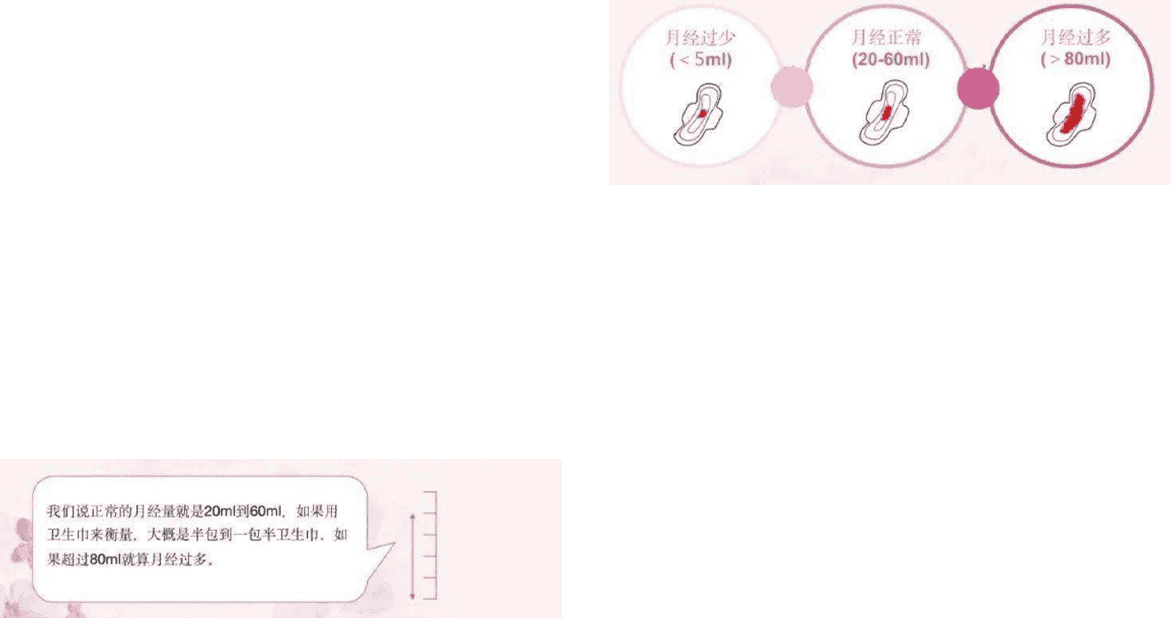 月经过少
(＜5ml)
月经正常
(20-60ml)
月经过多
(＞80ml)
我们说正常的月经量就是20ml到60ml，如果用
卫生巾来衡量，大概是半包到一包半卫生巾。如
果超过80ml就算月经过多。